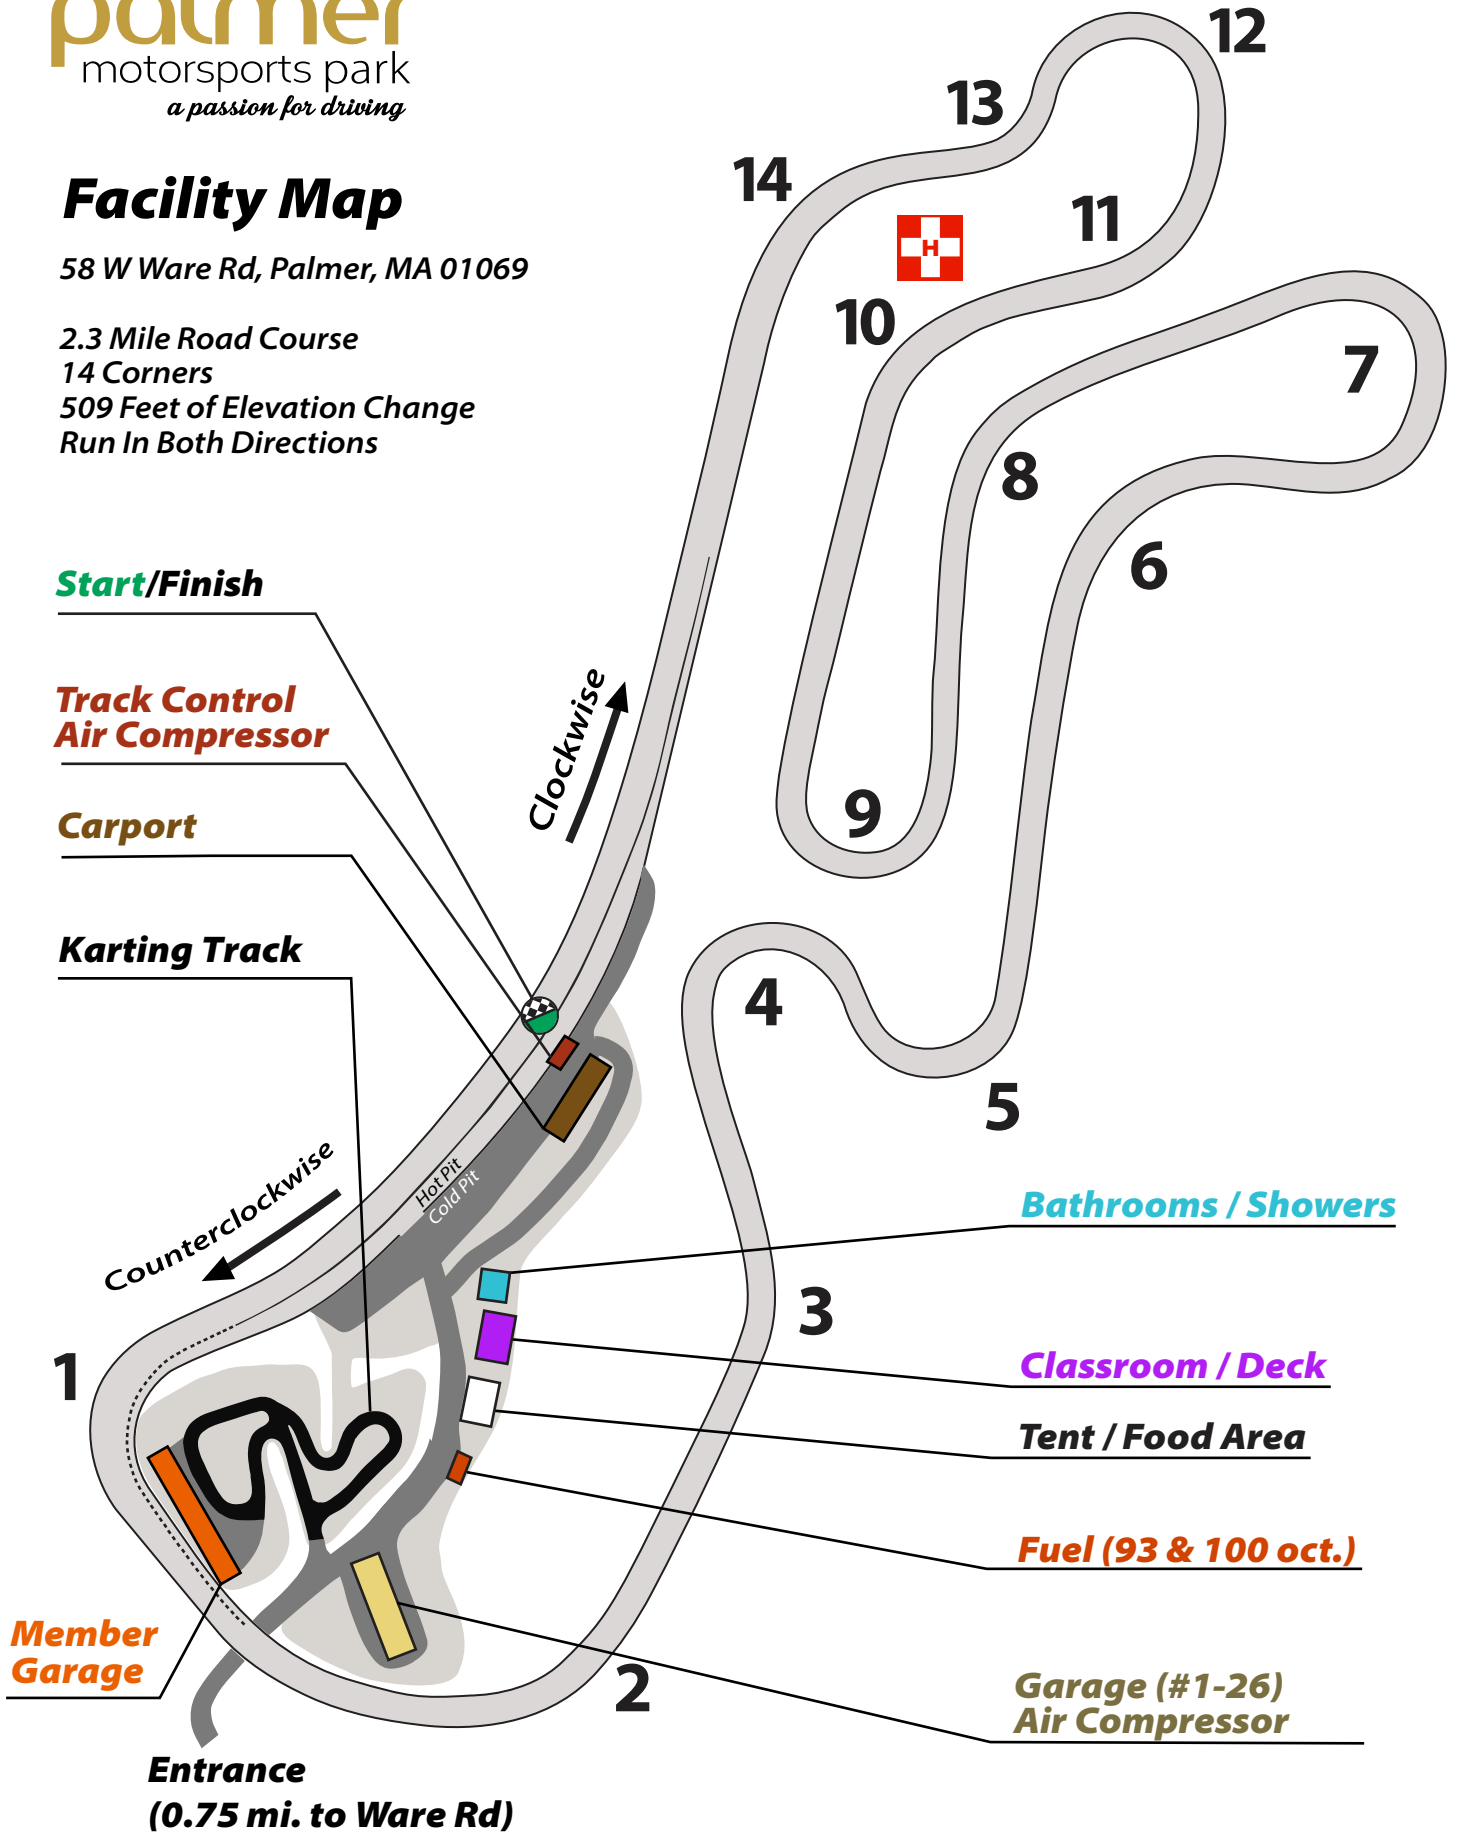 palmer
motorsports park
a passion for driving
Facility Map
58 W Ware Rd, Palmer, MA 01069
2.3 Mile Road Course
14 Corners
509 Feet of Elevation Change
Run In Both Directions
12
13
14
11
H
10
7
8
6
Start/Finish
Clockwise
Track Control
Air Compressor
9
Carport
Karting Track
4
5
Hot Pit
Cold Pit
Counterclockwise
Bathrooms / Showers
3
1
Classroom / Deck
Tent / Food Area
Fuel (93 & 100 oct.)
Member
Garage
2
Garage (#1-26)
Air Compressor
Entrance
(0.75 mi. to Ware Rd)